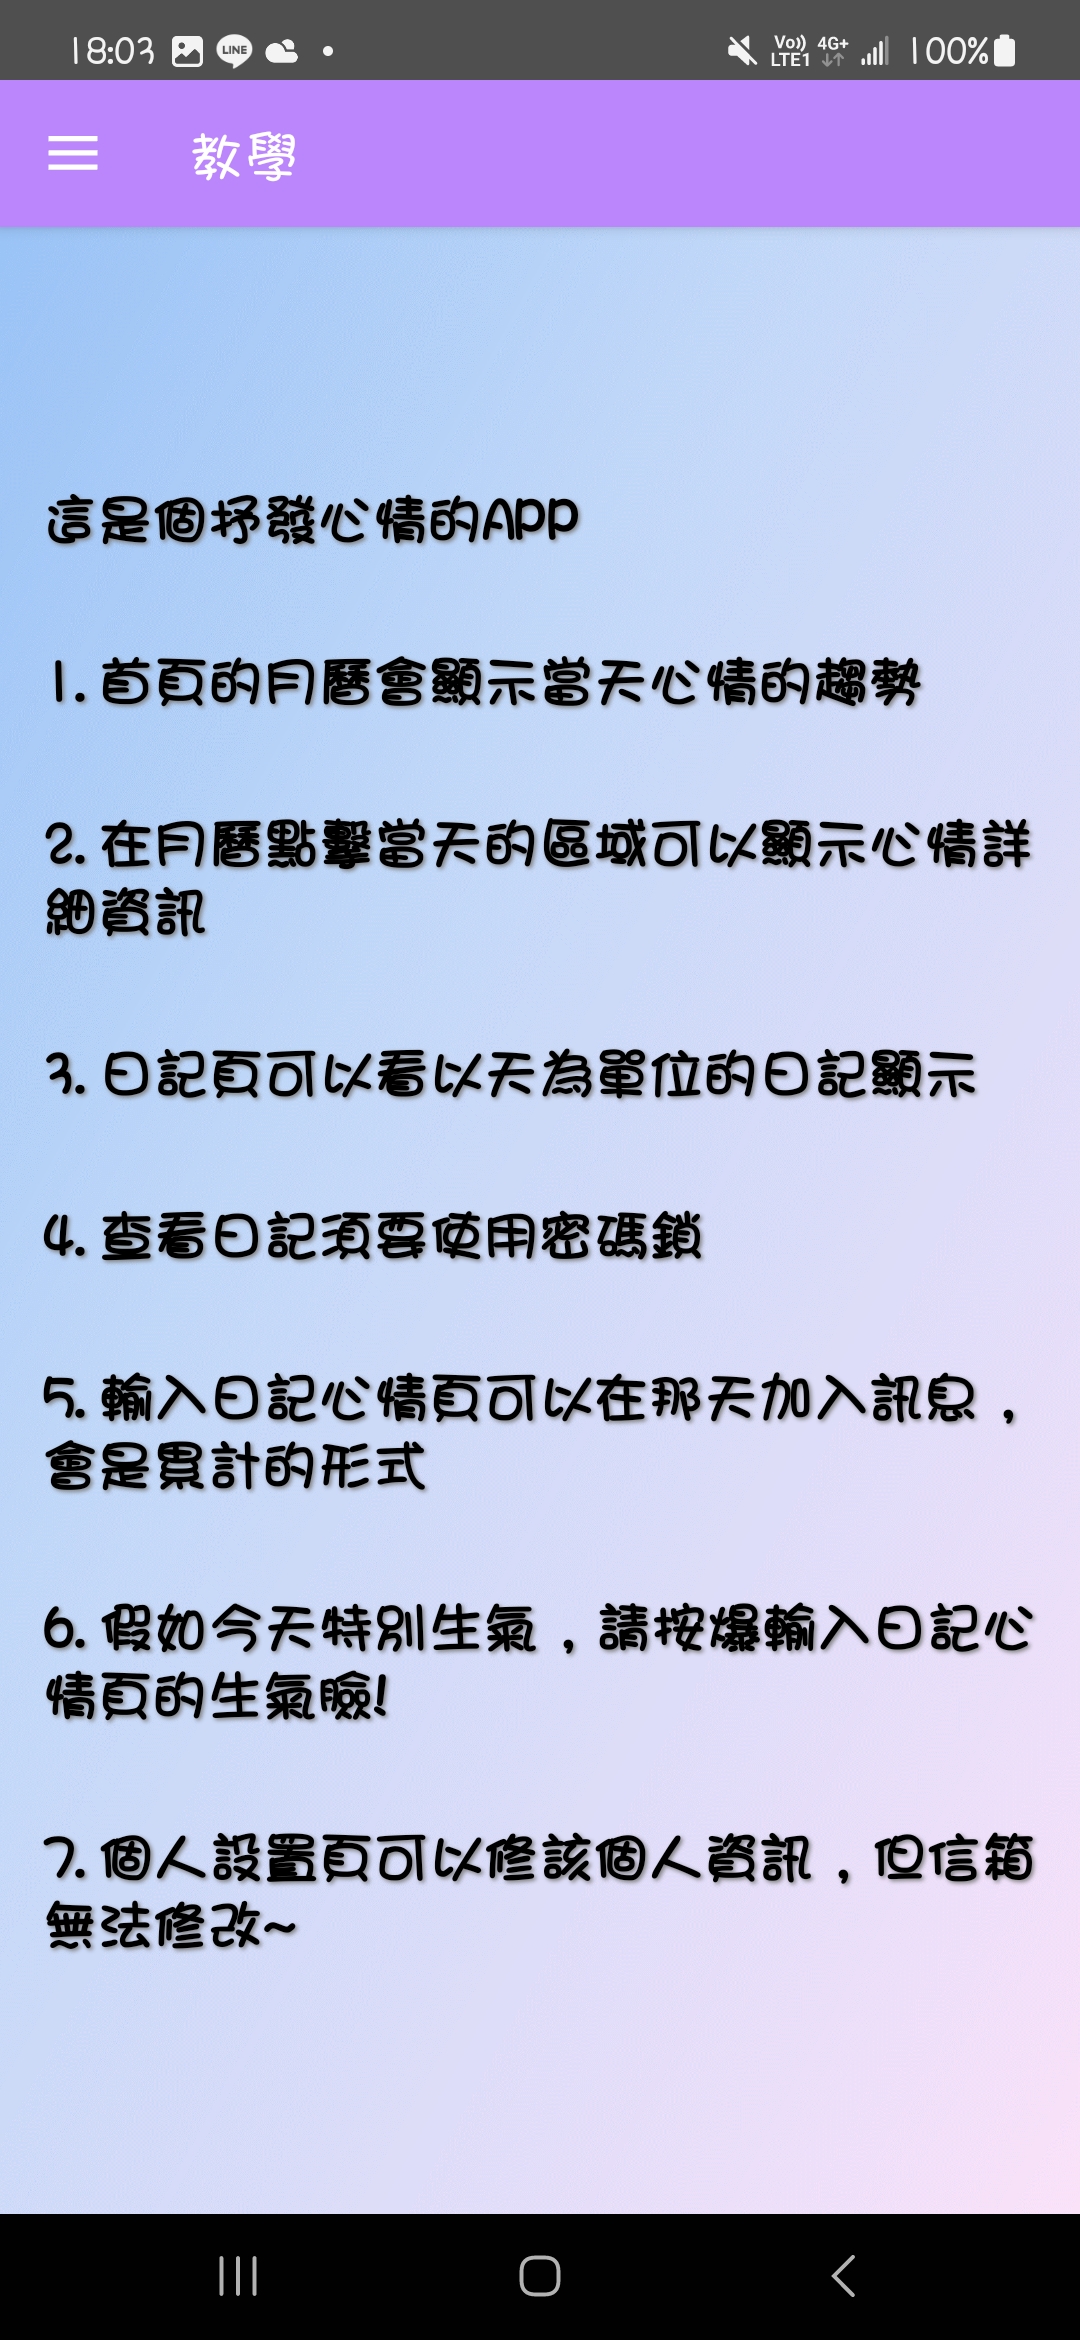 18:03 LINE Vo)) LTE1 4G+ 100%
教學
這是個抒發心情的APP
1. 首頁的月曆會顯示當天心情的趨勢
2. 在月曆點擊當天的區域可以顯示心情詳
細資訊
3. 日記頁可以看以天為單位的日記顯示
4. 查看日記須要使用密碼鎖
5. 輸入日記心情頁可以在那天加入訊息，
會是累計的形式
6. 假如今天特別生氣，請按爆輸入日記心
情頁的生氣臉!
7. 個人設置頁可以修該個人資訊，但信箱
無法修改~